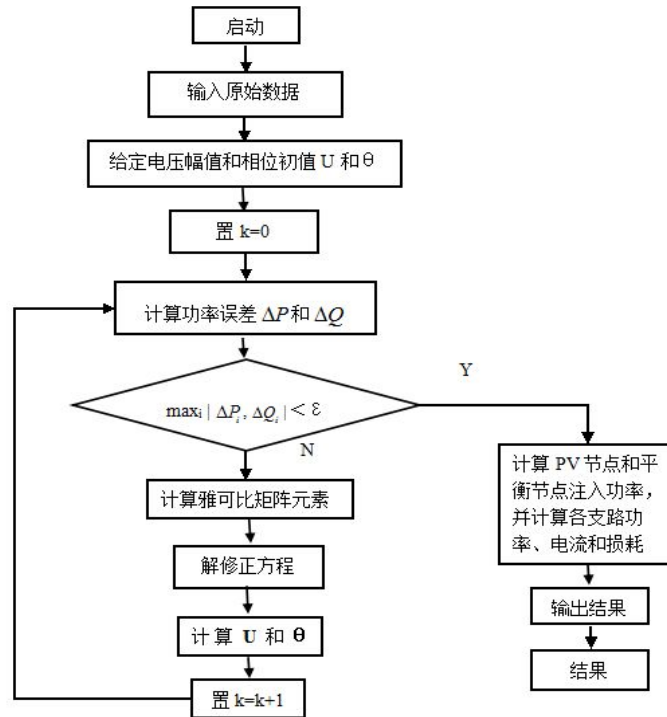 启动
输入原始数据
给定电压幅值和相位初值 U 和 θ
置 k=0
计算功率误差 ΔP 和 ΔQ
Y
max i | ΔP i , ΔQ i | < ε
N
计算 PV 节点和平
衡节点注入功率，
并计算各支路功
率、电流和损耗
计算雅可比矩阵元素
解修正方程
输出结果
计算 U 和 θ
结果
置 k=k+1